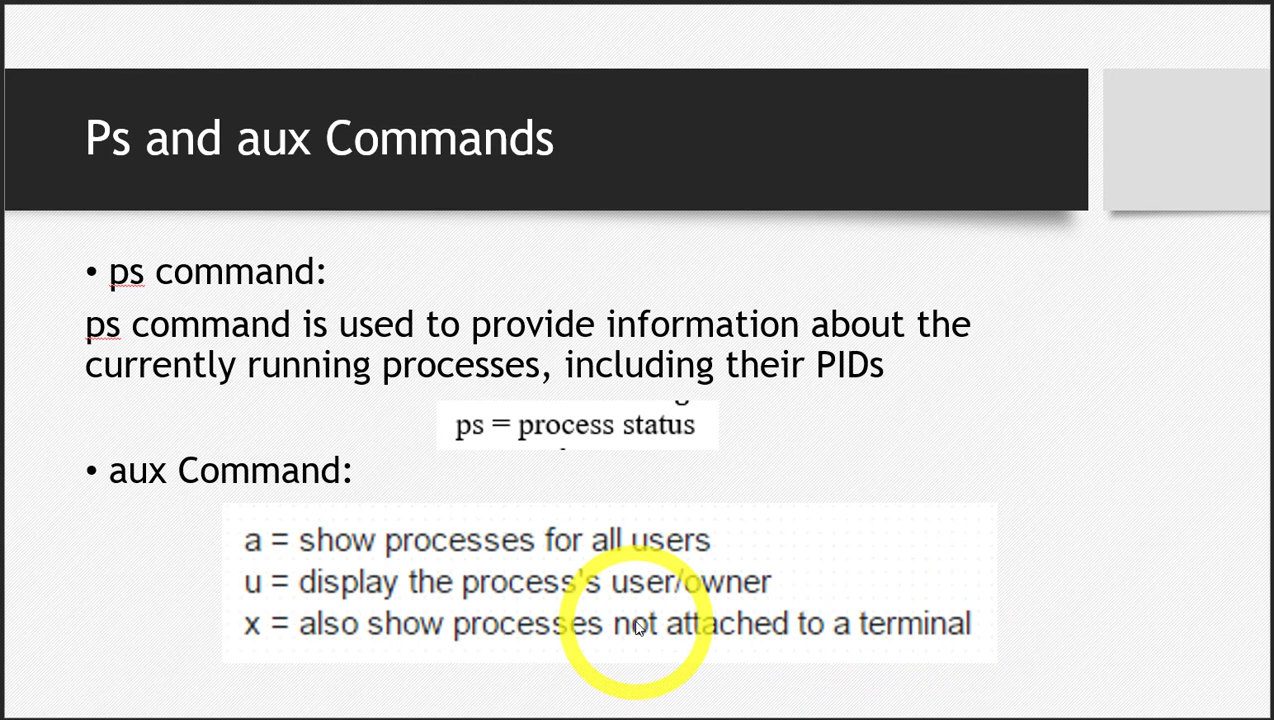 Ps and aux Commands
• ps command:
ps command is used to provide information about the
currently running processes, including their PIDs
ps = process status
• aux Command:
a = show processes for all users
u = display the process's user/owner
x = also show processes not attached to a terminal